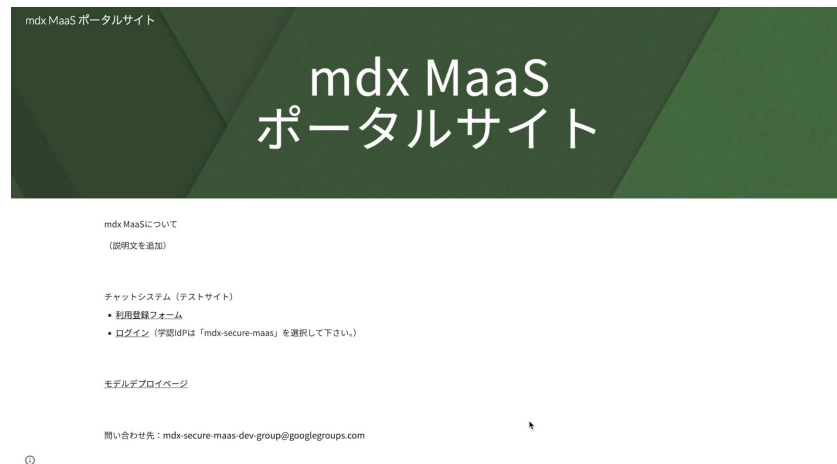 mdx MaaS ポータルサイト
mdx MaaS
ポータルサイト
mdx MaaSについて
（説明文を追加）
チャットシステム（テストサイト）
▪ 利用登録フォーム
▪ ログイン（学認IdPは「mdx-secure-maas」を選択して下さい。）
モデルデプロイページ
問い合わせ先：mdx-secure-maas-dev-group@googlegroups.com